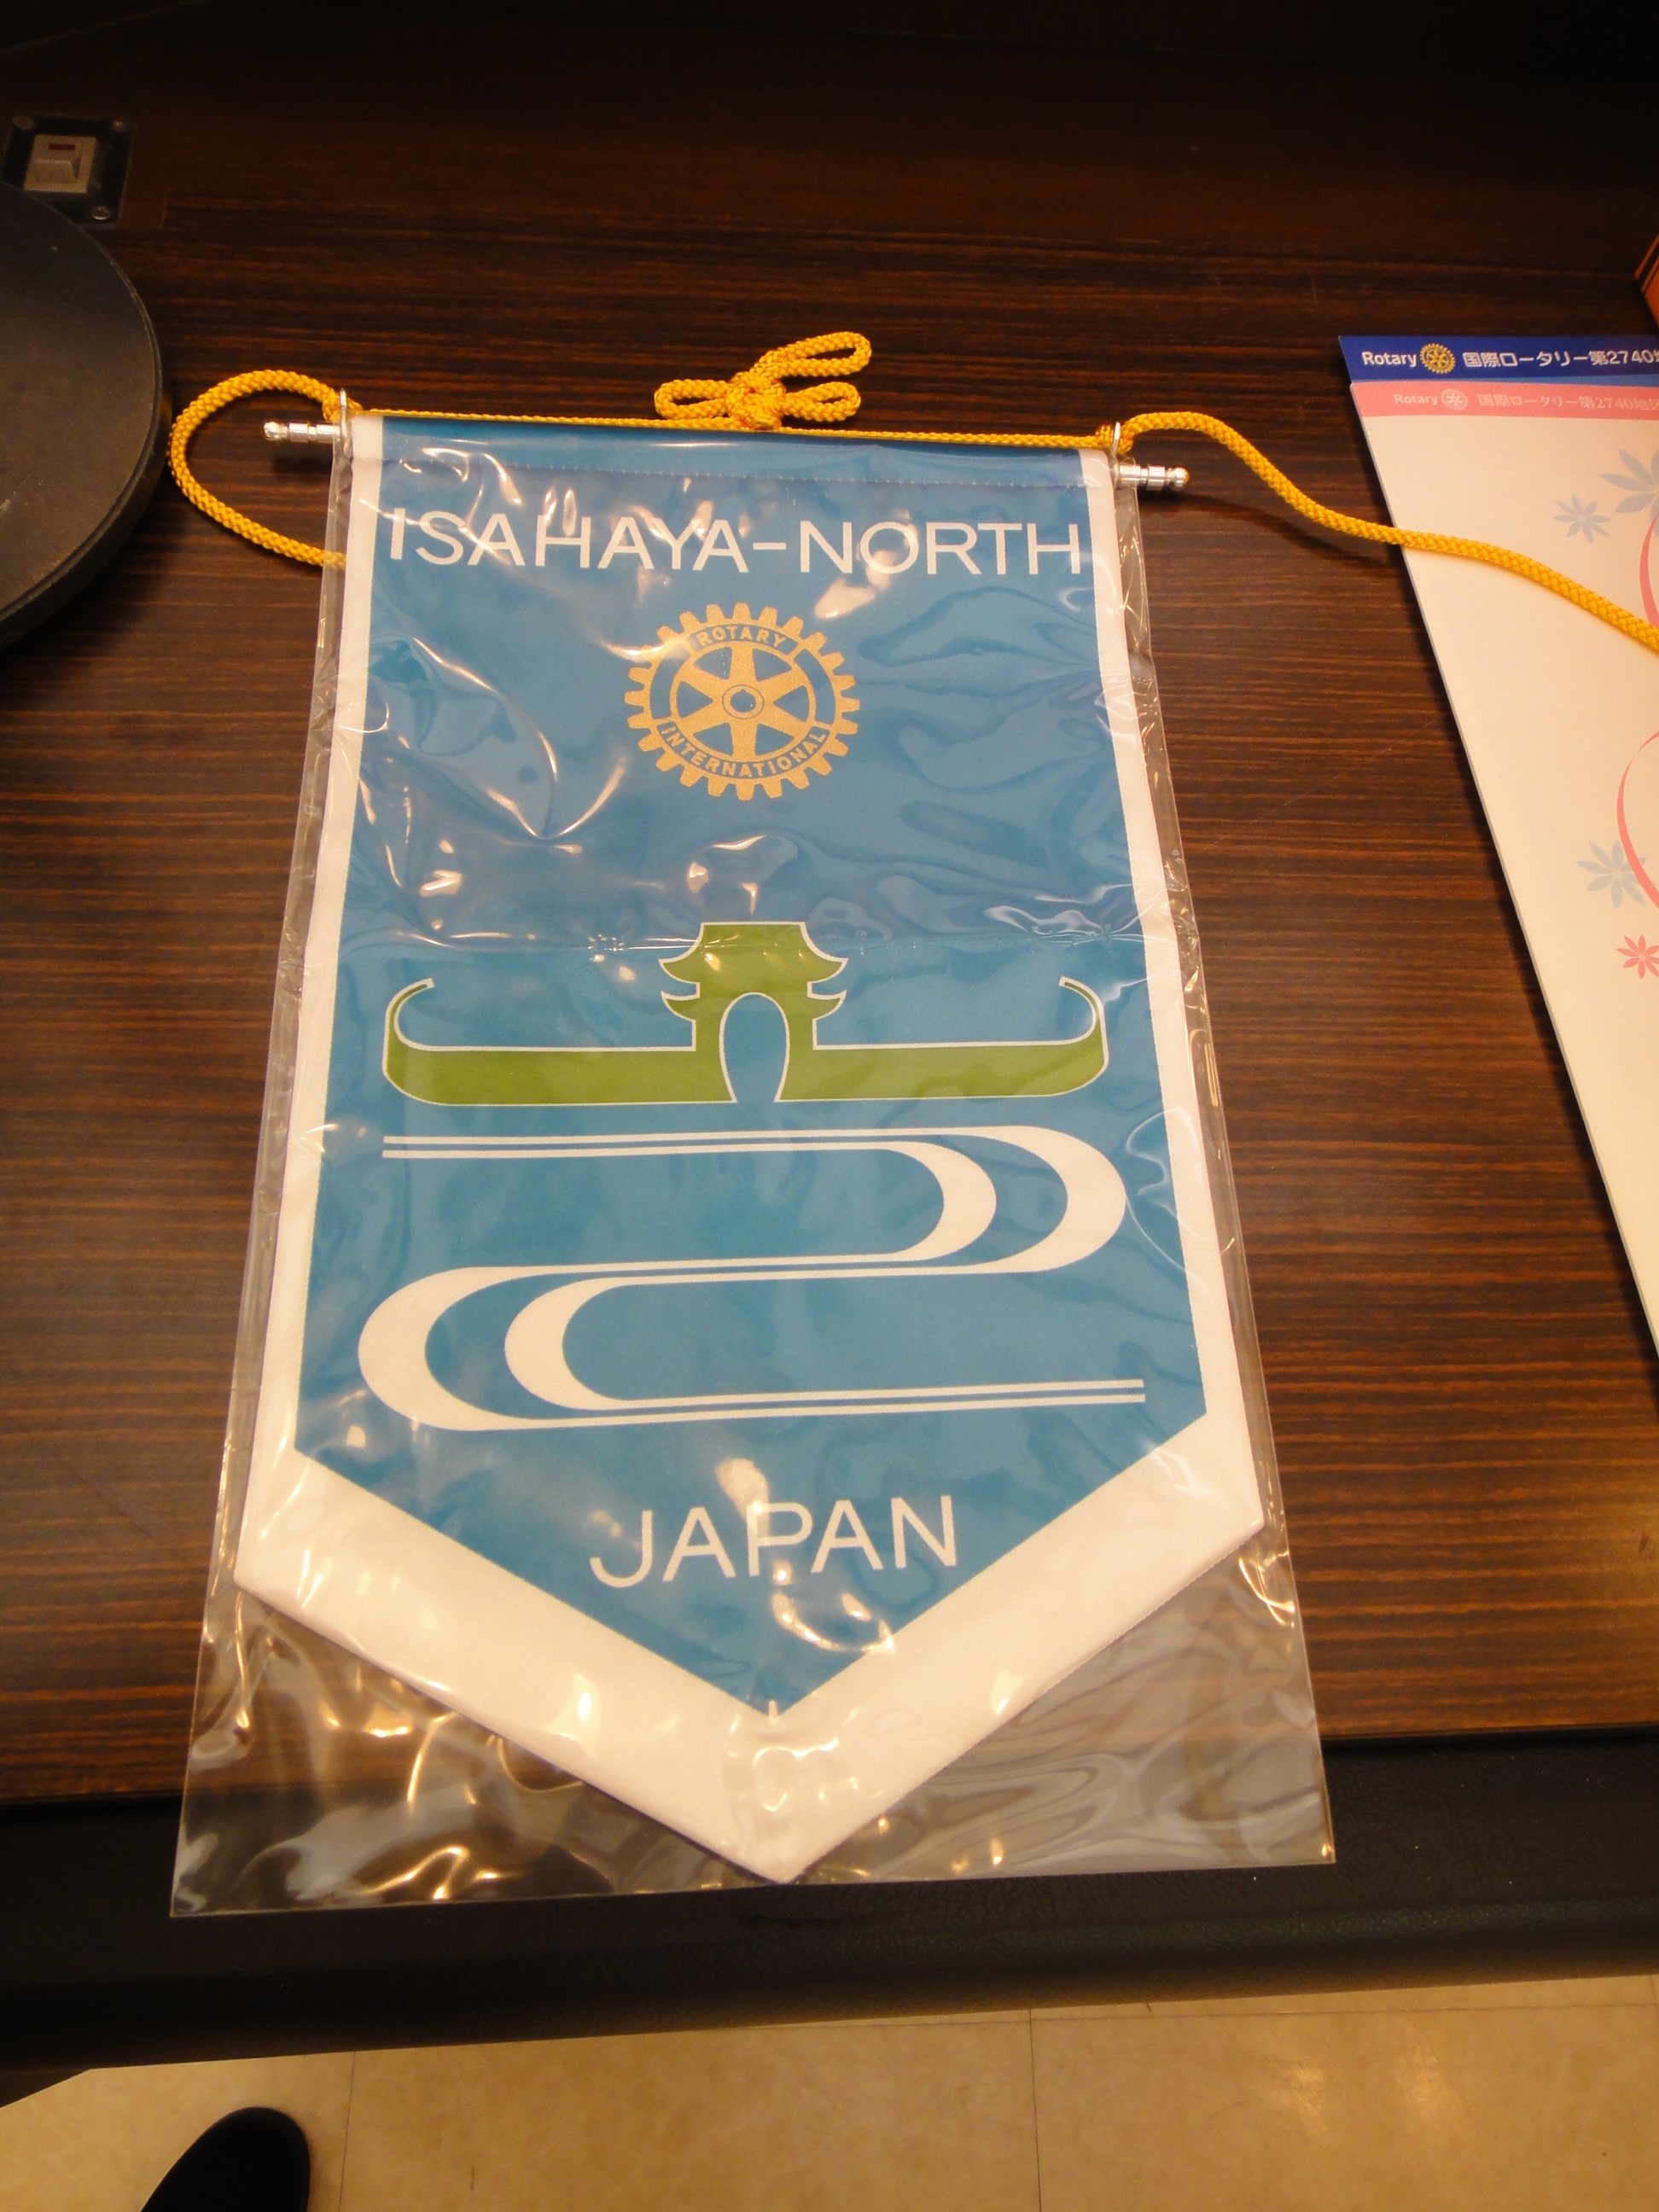 Rotary 国際ロータリー第2740地
Rotary 国際ロータリー第2740地区
ISAHAYA-NORTH
ROTARY
INTERNATIONAL
JAPAN